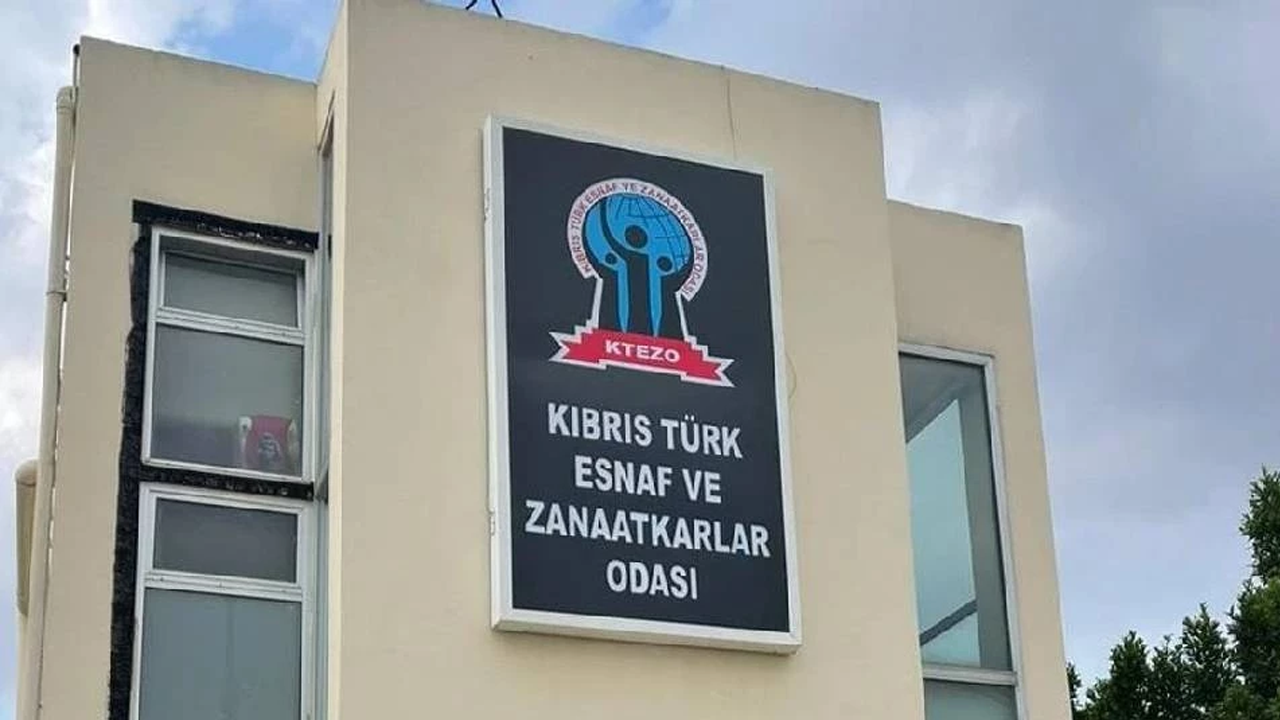 KIBRIS TÜRK ESNAF VE ZANAATKARLAR ODASI
KTEZO
KIBRIS TÜRK
ESNAF VE
ZANAATKARLAR
ODASI